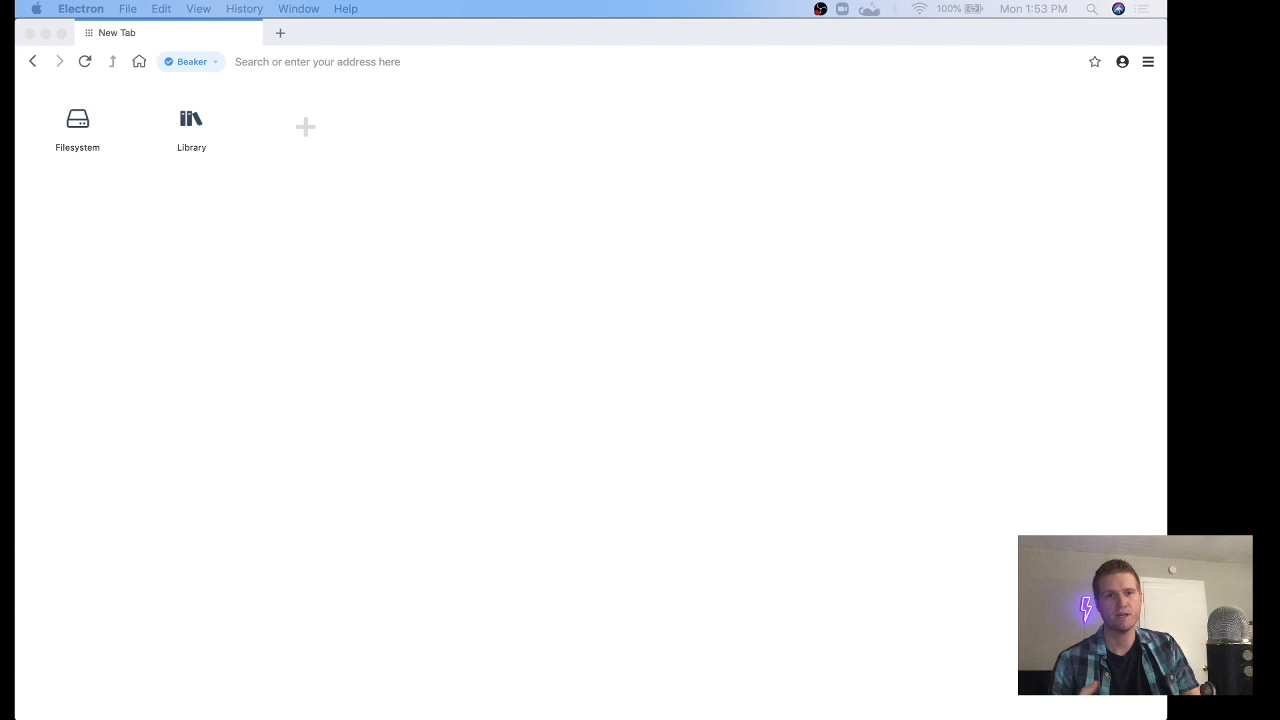 Electron File Edit View History Window Help 100% Mon 1:53 PM
New Tab
Beaker Search or enter your address here
Filesystem Library